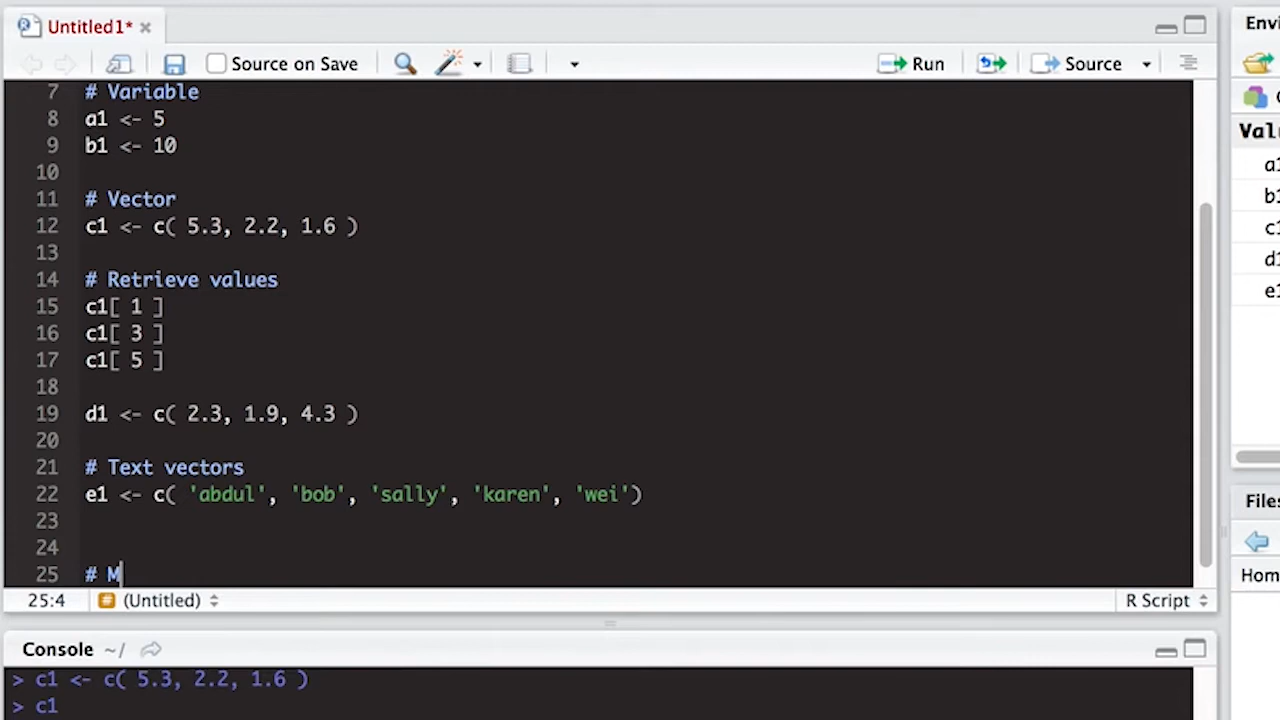 Untitled1*
Source on Save
Run
Source
7 # Variable
8 a1 <- 5
9 b1 <- 10
10
11 # Vector
12 c1 <- c( 5.3, 2.2, 1.6 )
13
14 # Retrieve values
15 c1[ 1 ]
16 c1[ 3 ]
17 c1[ 5 ]
18
19 d1 <- c( 2.3, 1.9, 4.3 )
20
21 # Text vectors
22 e1 <- c( 'abdul', 'bob', 'sally', 'karen', 'wei')
23
24
25 # M
25:4
(Untitled)
R Script
Console ~/
> c1 <- c( 5.3, 2.2, 1.6 )
> c1
Envi
Valu
a1
b1
c1
d1
e1
Files
Hom